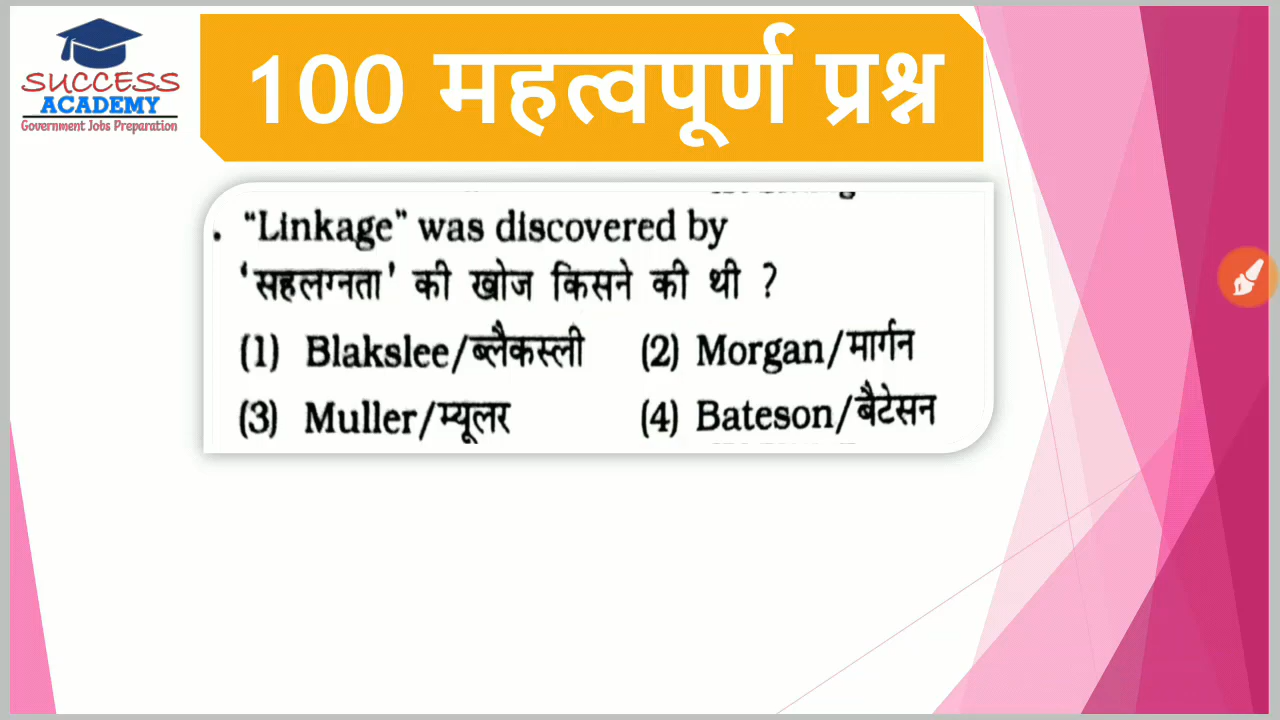 SUCCESS
ACADEMY
Government Jobs Preparation
100 महत्वपूर्ण प्रश्न
. “Linkage” was discovered by
‘सहलग्नता’ की खोज किसने की थी ?
(1) Blakslee/ब्लैकस्ली (2) Morgan/मार्गन
(3) Muller/म्यूलर (4) Bateson/बैटेसन